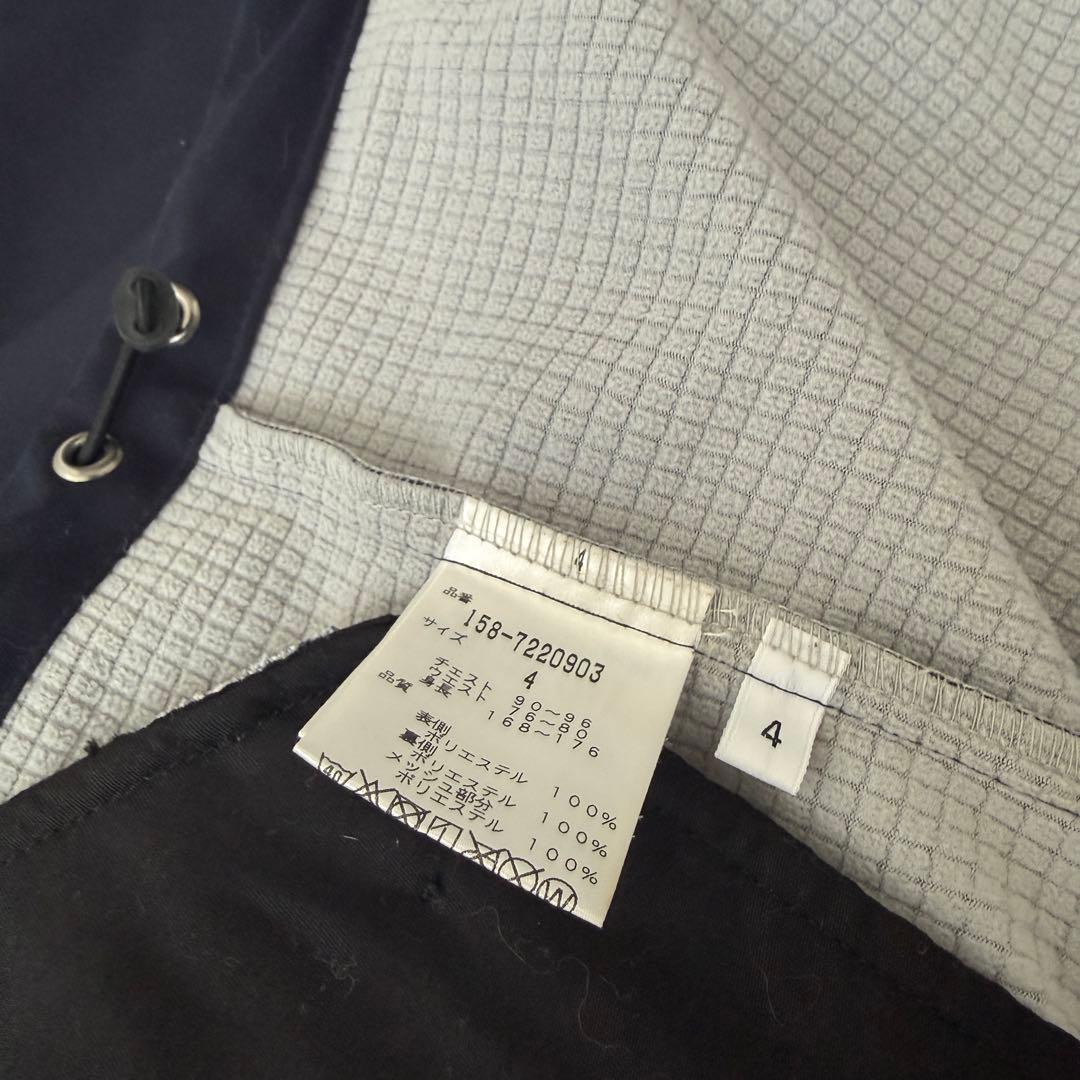 4
品番
158-7220903
サイズ
4
チェスト 90～96
ウエスト 76～80
身長 168～176
品質
表側
ポリエステル 100%
裏側
ポリエステル 100%
メッシュ部分
ポリエステル 100%
40
W
4